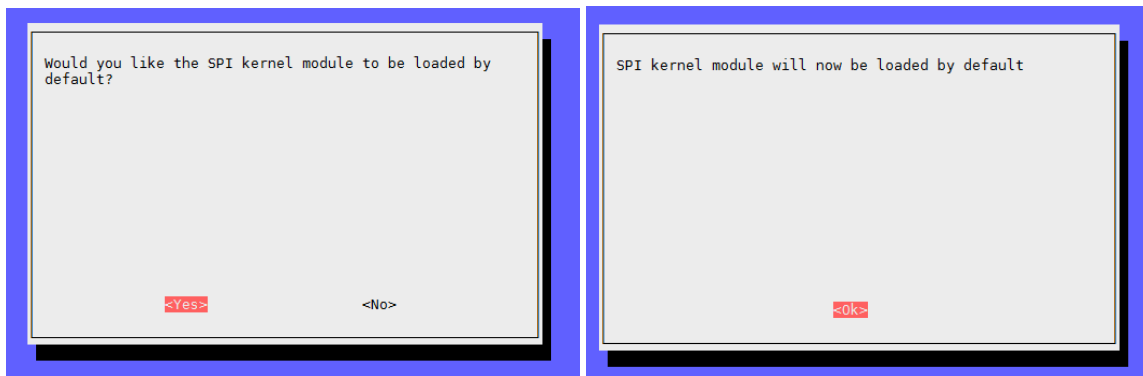 Would you like the SPI kernel module to be loaded by
default?
<Yes> <No>
SPI kernel module will now be loaded by default
<Ok>